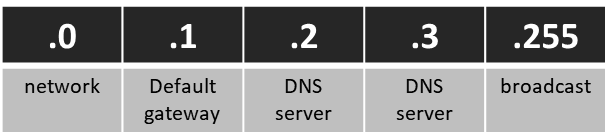 .0 .1 .2 .3 .255
network Default DNS DNS broadcast
gateway server server